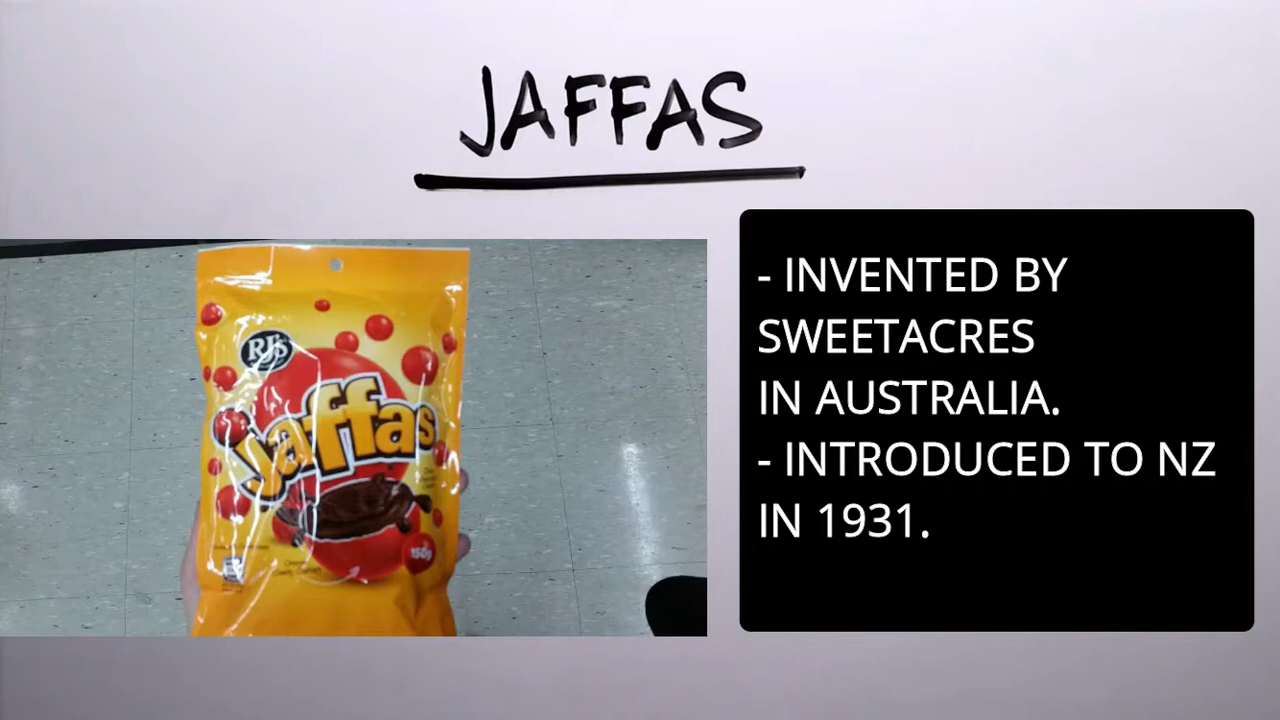 JAFFAS
- INVENTED BY
SWEETACRES
IN AUSTRALIA.
- INTRODUCED TO NZ
IN 1931.
RJ's
jaffas
150g